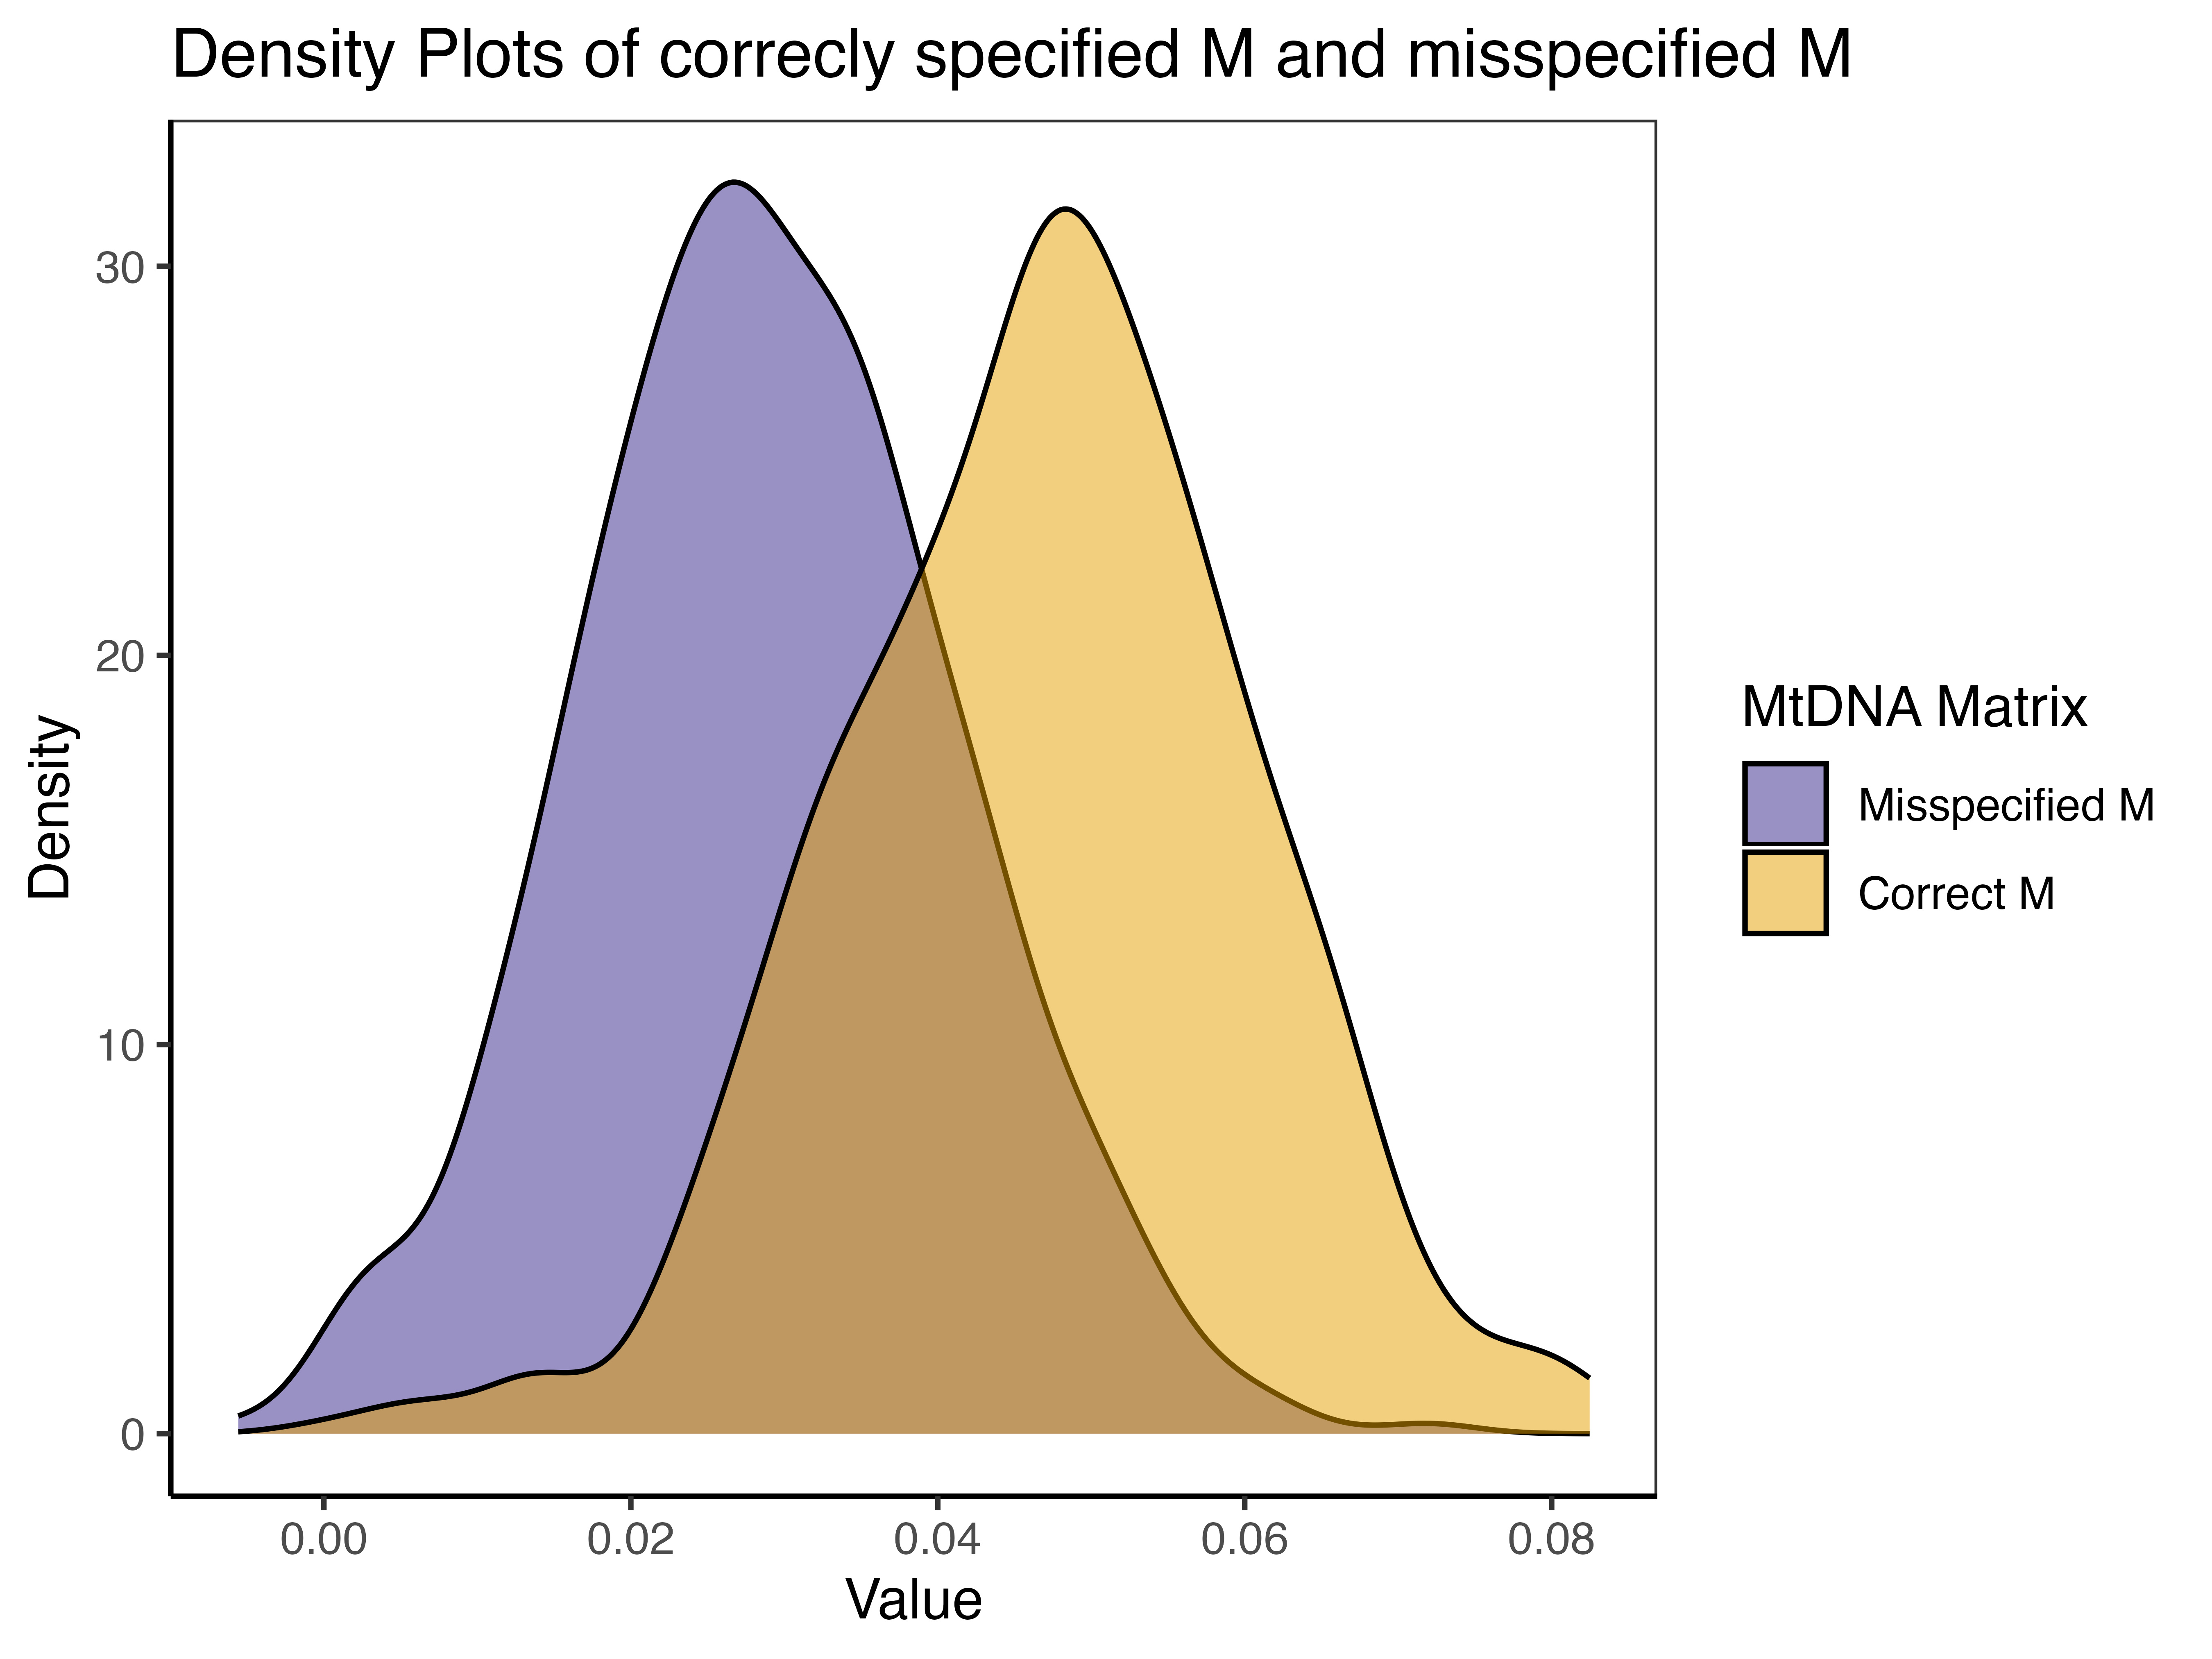 Density Plots of correcly specified M and misspecified M
Density
30
20
10
0
0.00 0.02 0.04 0.06 0.08
Value
MtDNA Matrix
Misspecified M
Correct M